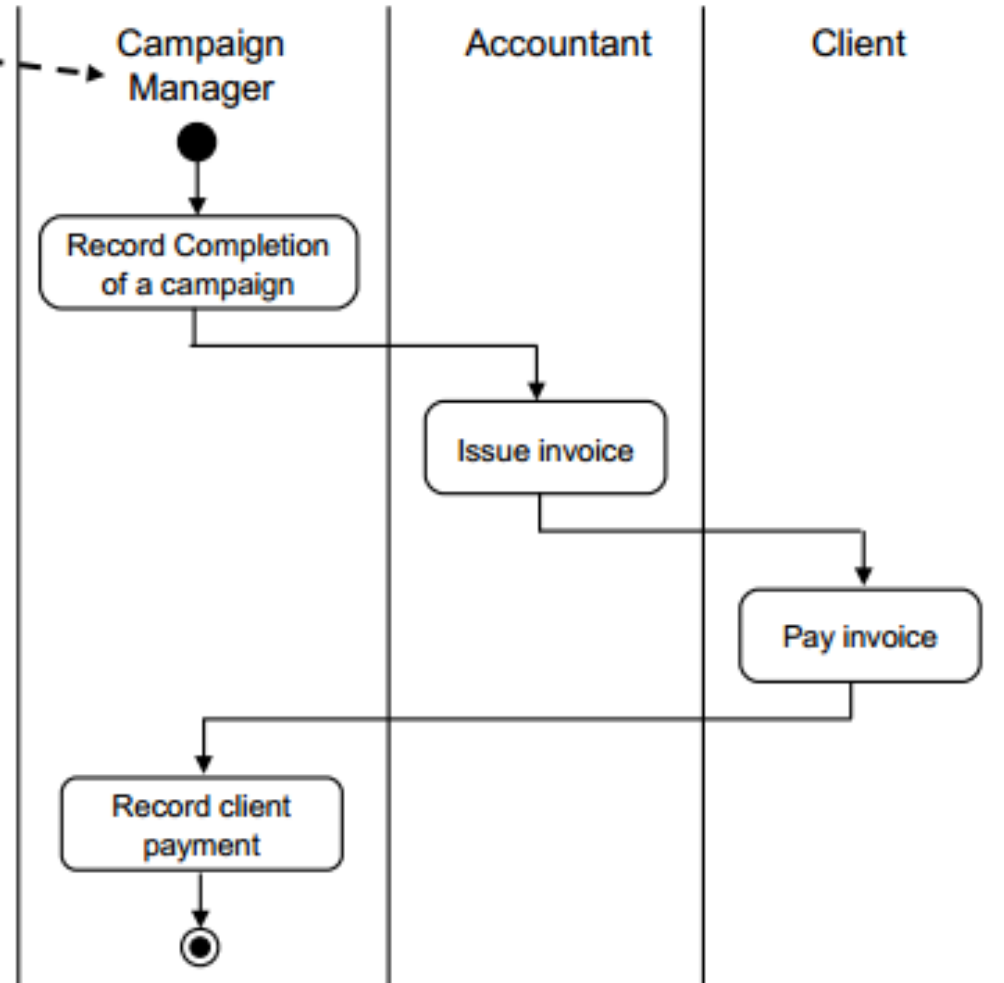 Campaign
Manager
Accountant
Client
Record Completion
of a campaign
Issue invoice
Pay invoice
Record client
payment